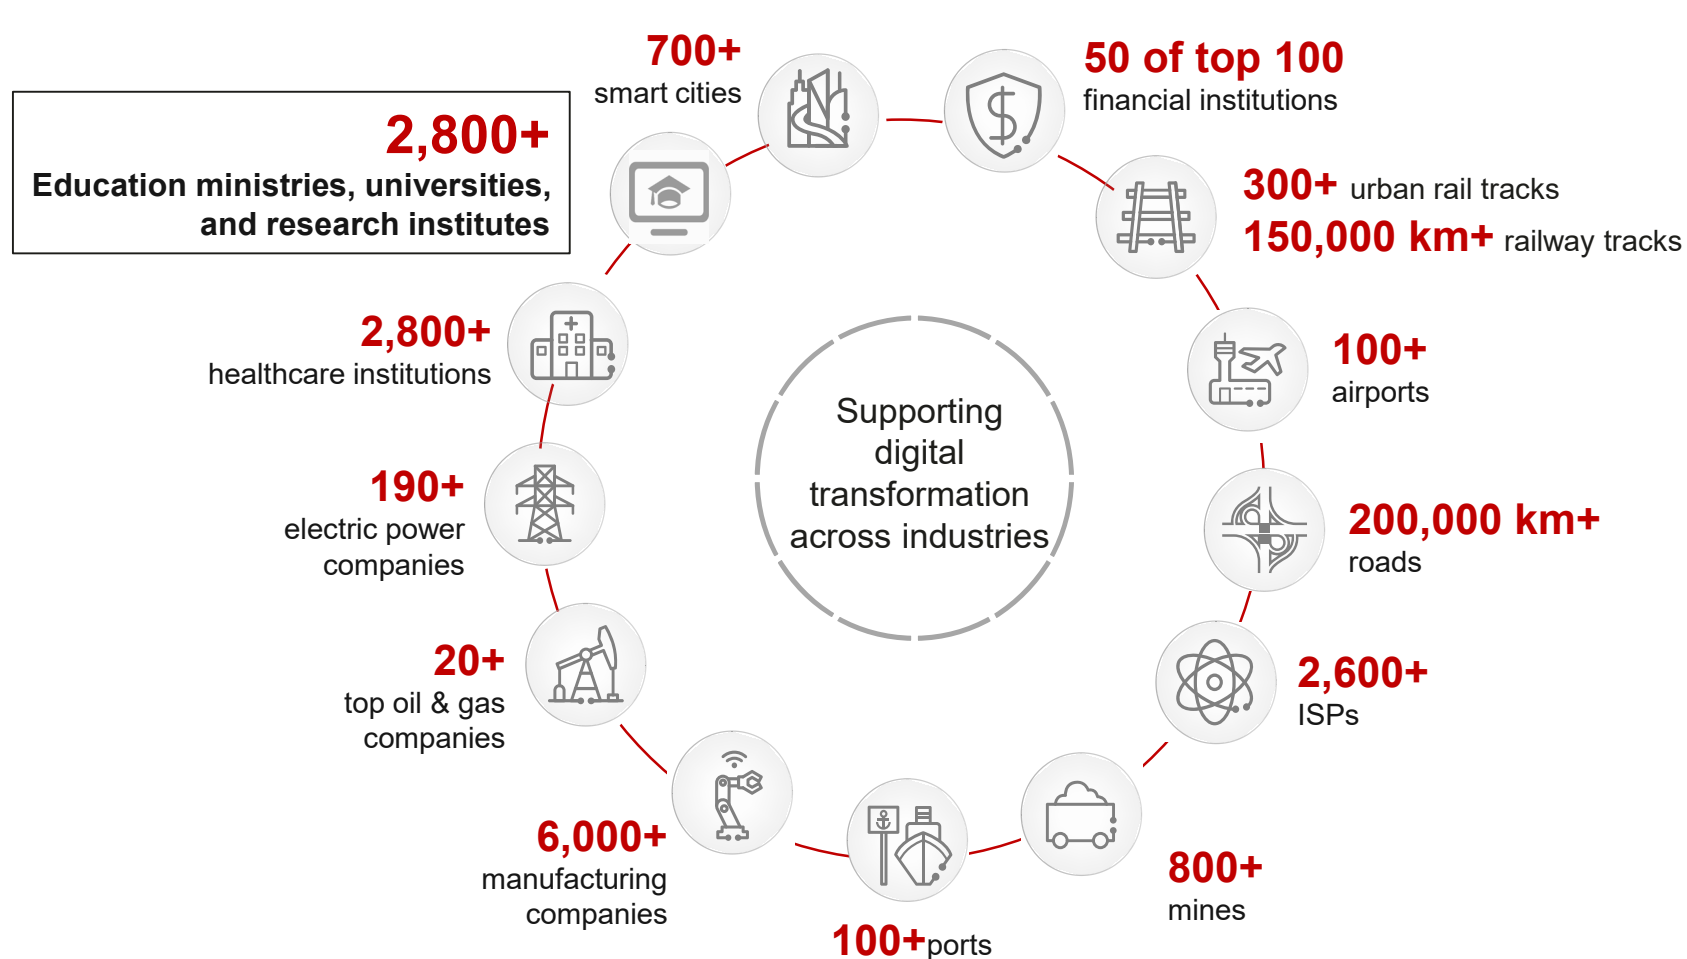 700+
smart cities
50 of top 100
financial institutions
2,800+
Education ministries, universities,
and research institutes
300+ urban rail tracks
150,000 km+ railway tracks
2,800+
healthcare institutions
100+
airports
Supporting
digital
transformation
across industries
190+
electric power
companies
200,000 km+
roads
20+
top oil & gas
companies
2,600+
ISPs
6,000+
manufacturing
companies
800+
mines
100+ports